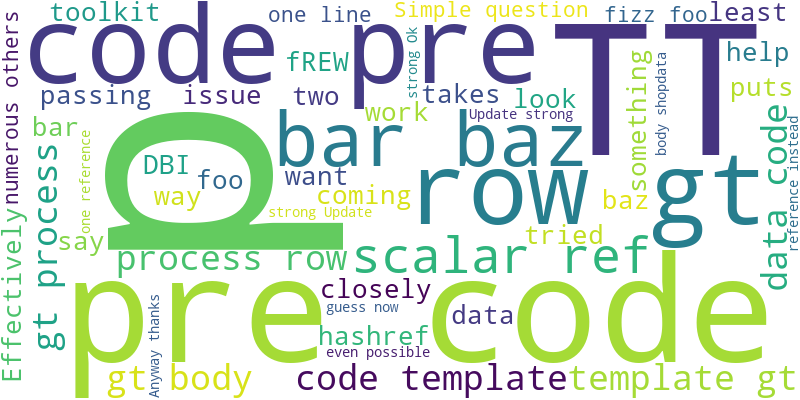 toolkit
one line
Simple question
fizz foo
least
code
pre
TT
strong Ok
fREW
help
numerous others
passing
issue
two
takes
look
something
body shopdata
puts
bar
work
Update strong
p
bar baz
data code
reference instead
one reference
DBI
foo
want
row
gt
way
coming
baz
strong Update
say
tried
gt process
process row
scalar ref
Effectively
pre code
closely
guess now
data
Anyway thanks
hashref
even possible
gt body
code template
template gt